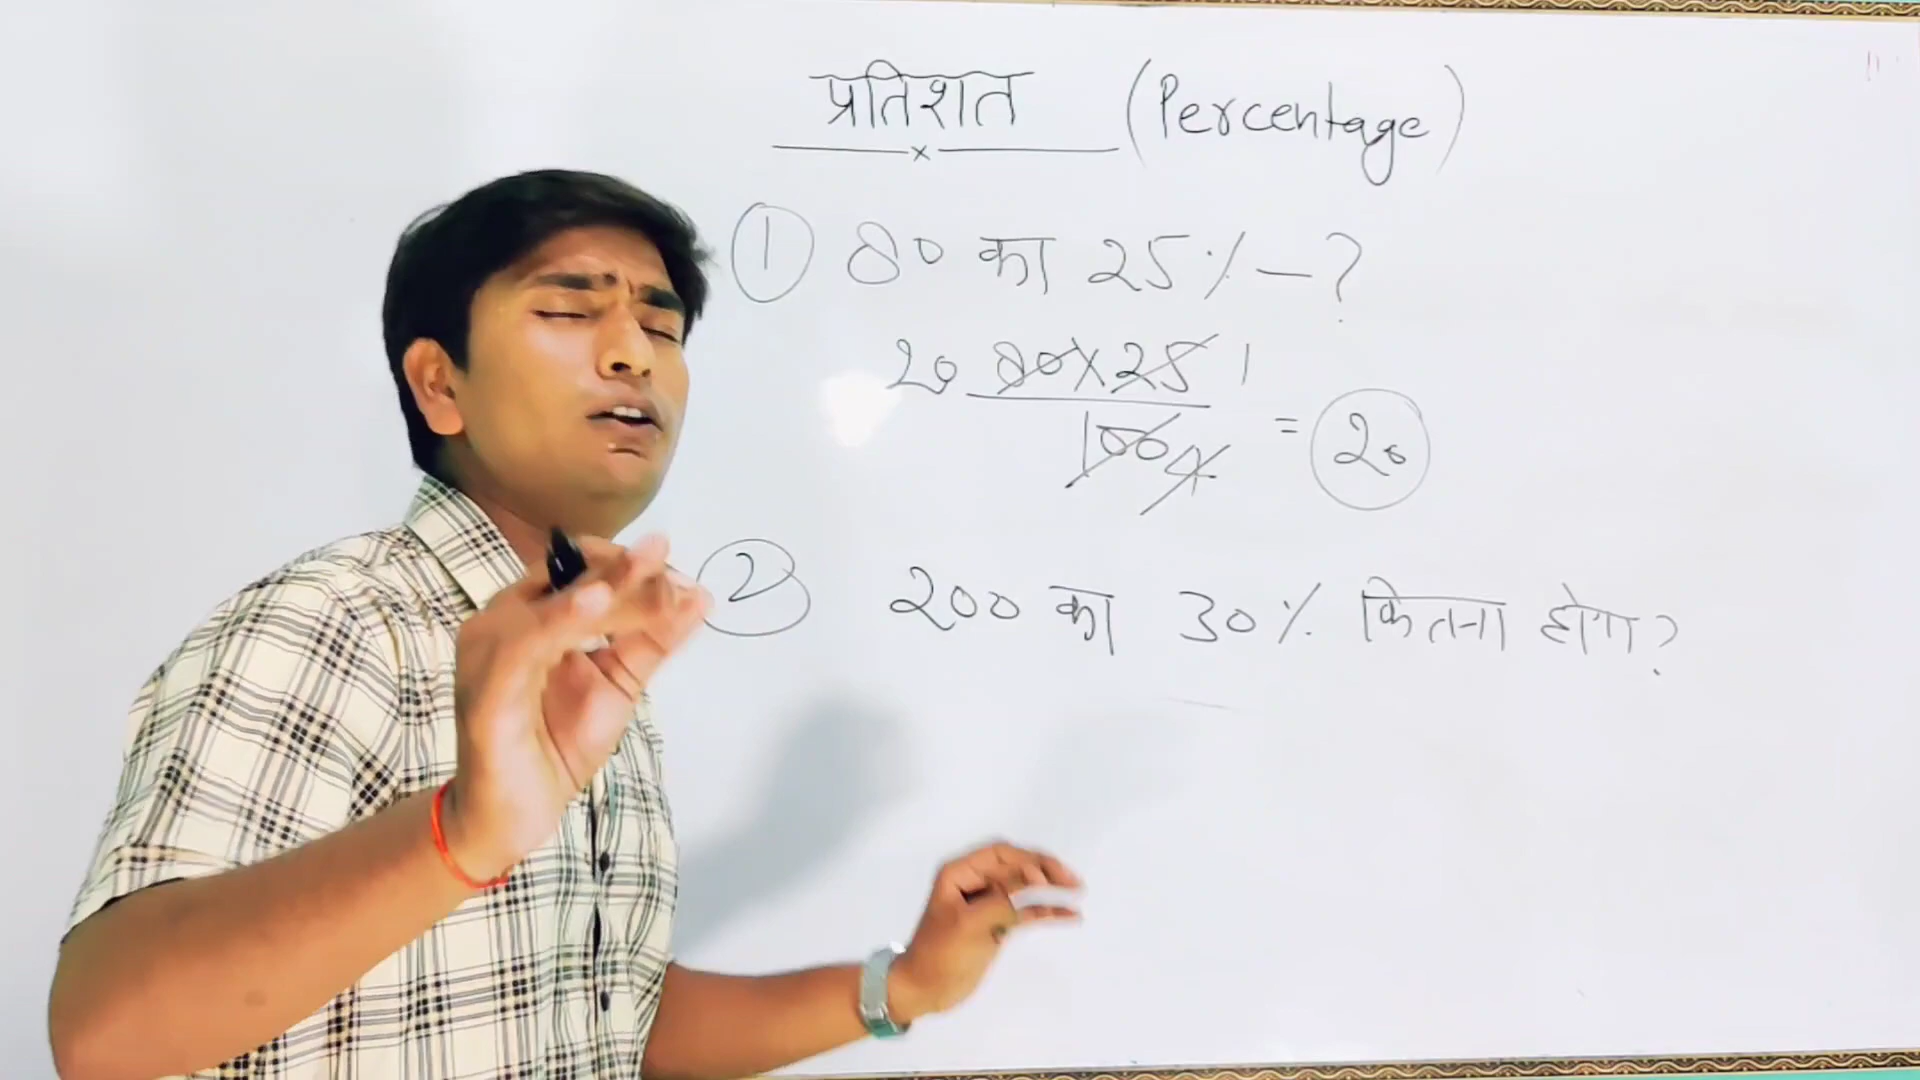 प्रतिशत (Percentage)
① 80 का 25% – ?
20 80×25 1
100 4 = 20
② 200 का 30% कितना होगा?